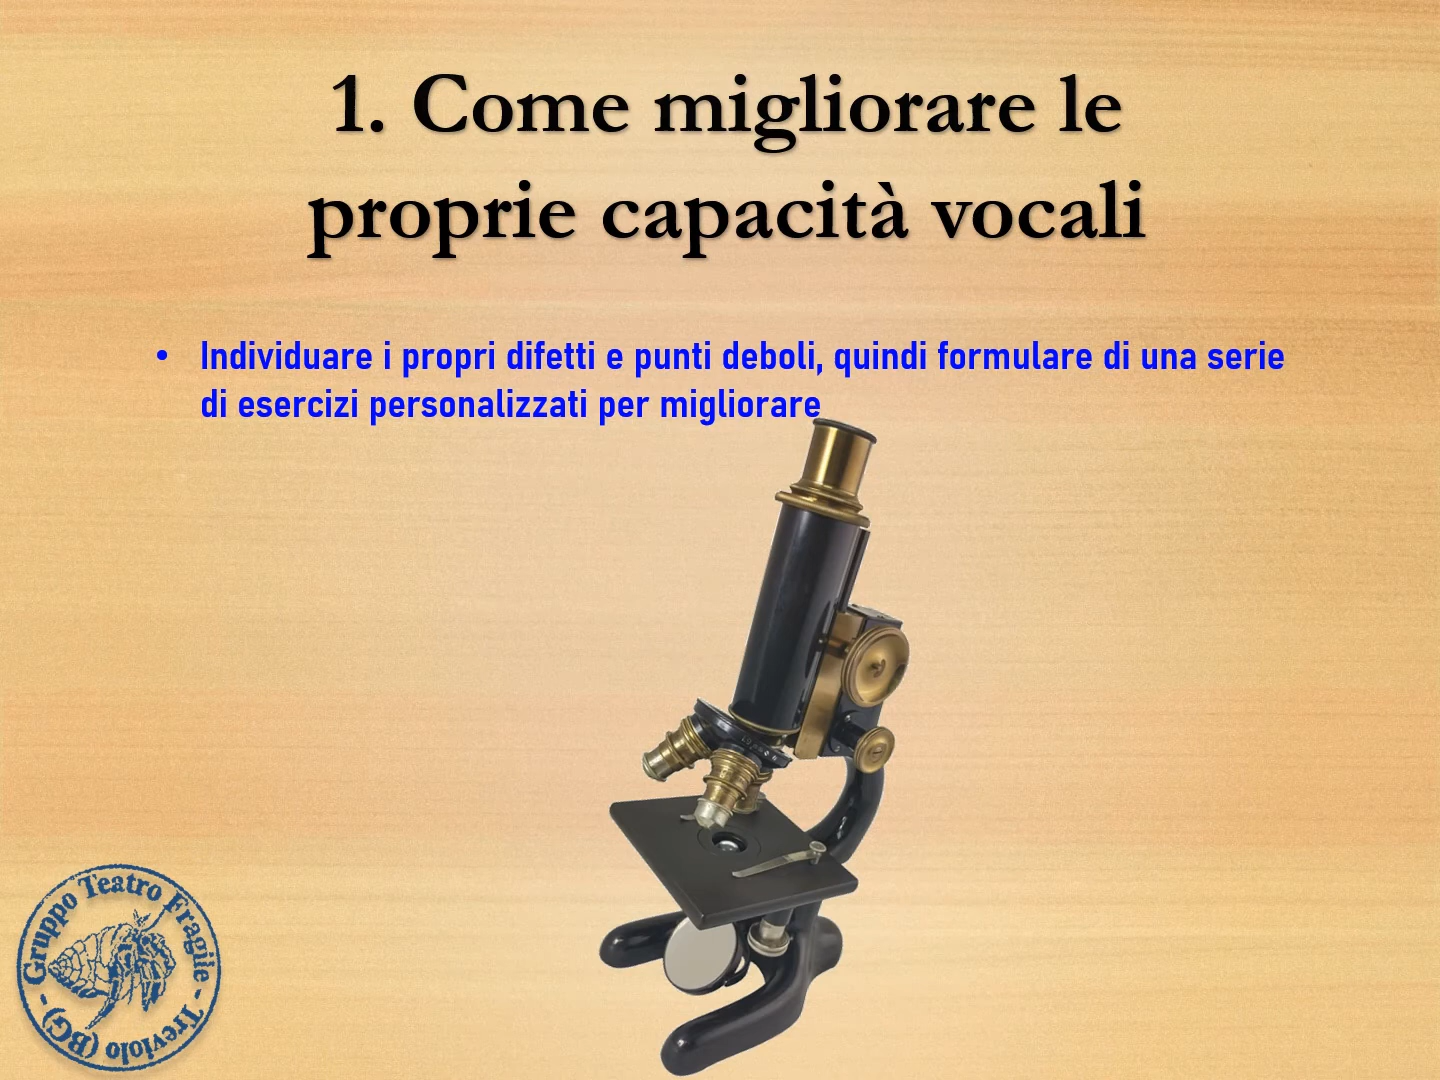 1. Come migliorare le
proprie capacità vocali
• Individuare i propri difetti e punti deboli, quindi formulare di una serie
di esercizi personalizzati per migliorare
Gruppo Teatro Fragile - Treviolo (BG) -